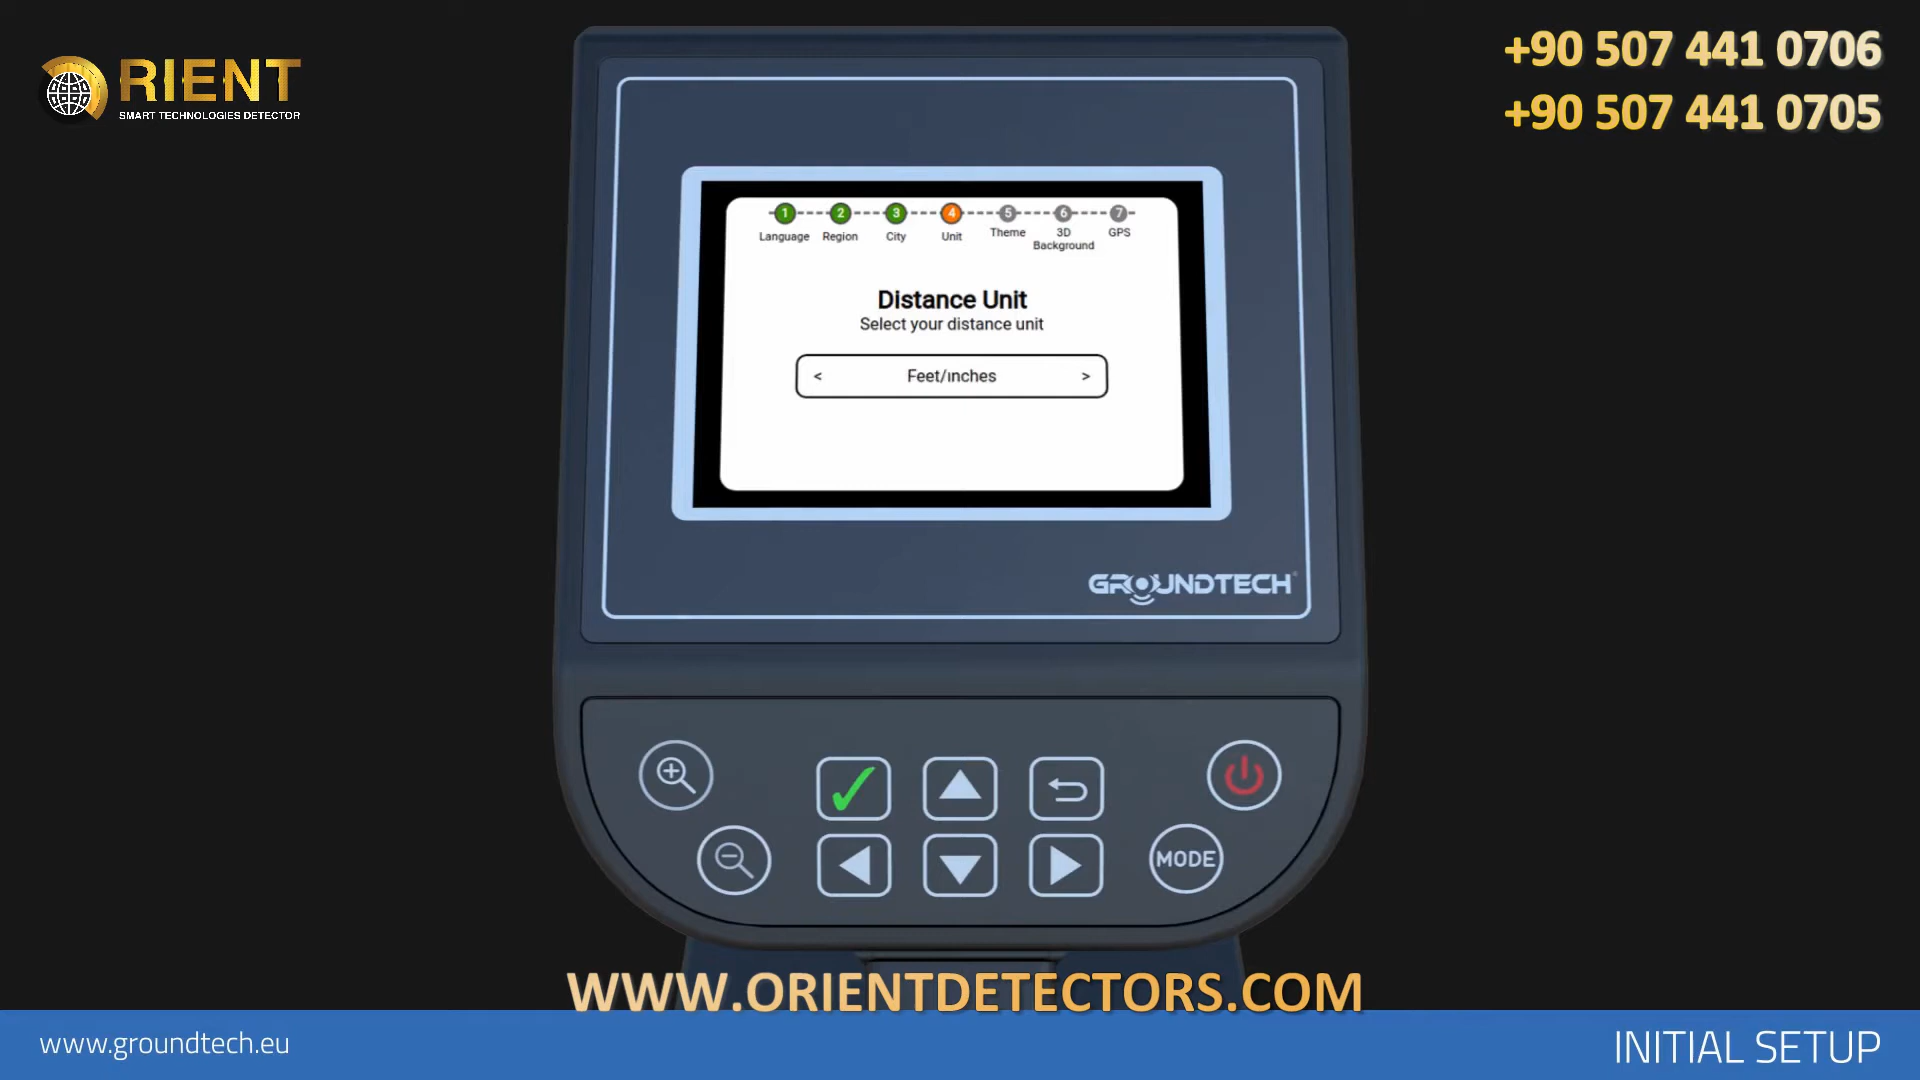 RIENT
SMART TECHNOLOGIES DETECTOR
+90 507 441 0706
+90 507 441 0705
1 2 3 4 5 6 7
Language Region City Unit Theme 3D Background GPS
Distance Unit
Select your distance unit
< Feet/ınches >
GROUNDTECH
MODE
WWW.ORIENTDETECTORS.COM
www.groundtech.eu
INITIAL SETUP